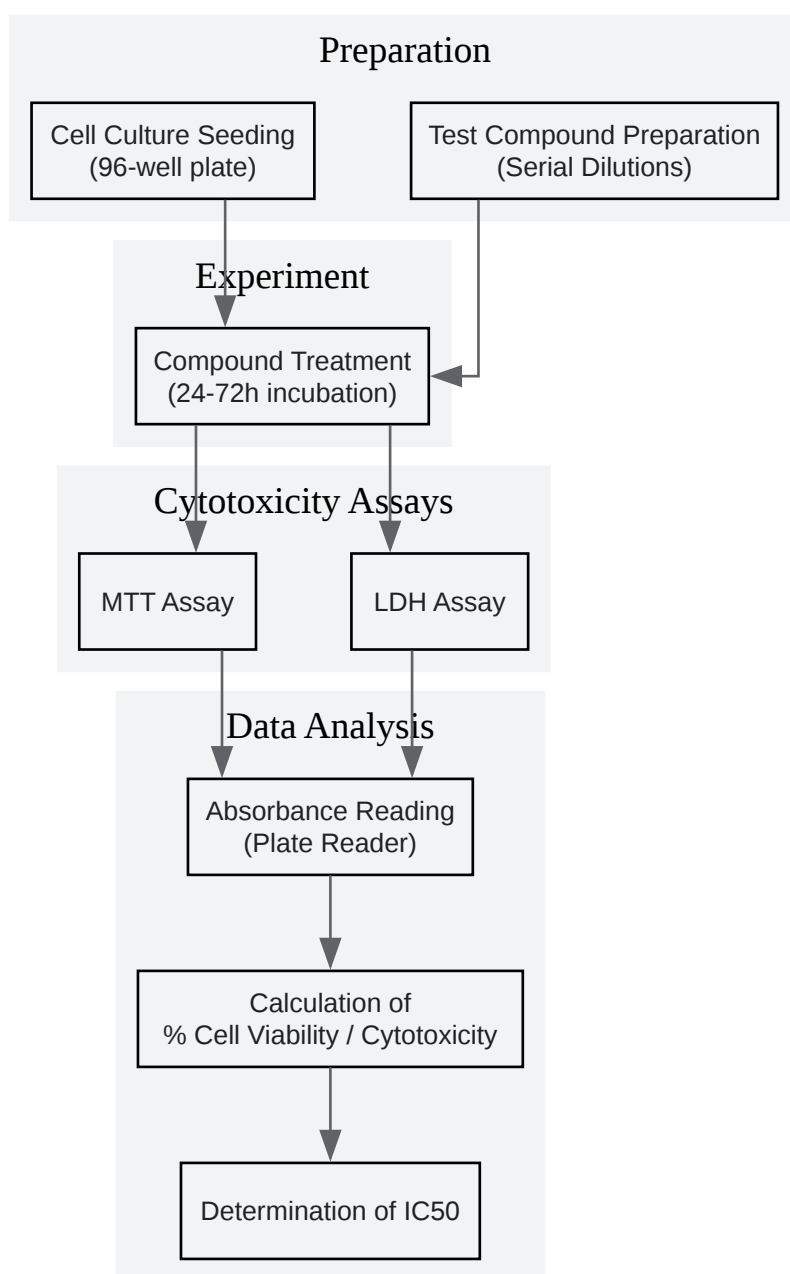 Preparation
Cell Culture Seeding
(96-well plate)
Test Compound Preparation
(Serial Dilutions)
Experiment
Compound Treatment
(24-72h incubation)
Cytotoxicity Assays
MTT Assay
LDH Assay
Data Analysis
Absorbance Reading
(Plate Reader)
Calculation of
% Cell Viability / Cytotoxicity
Determination of IC50